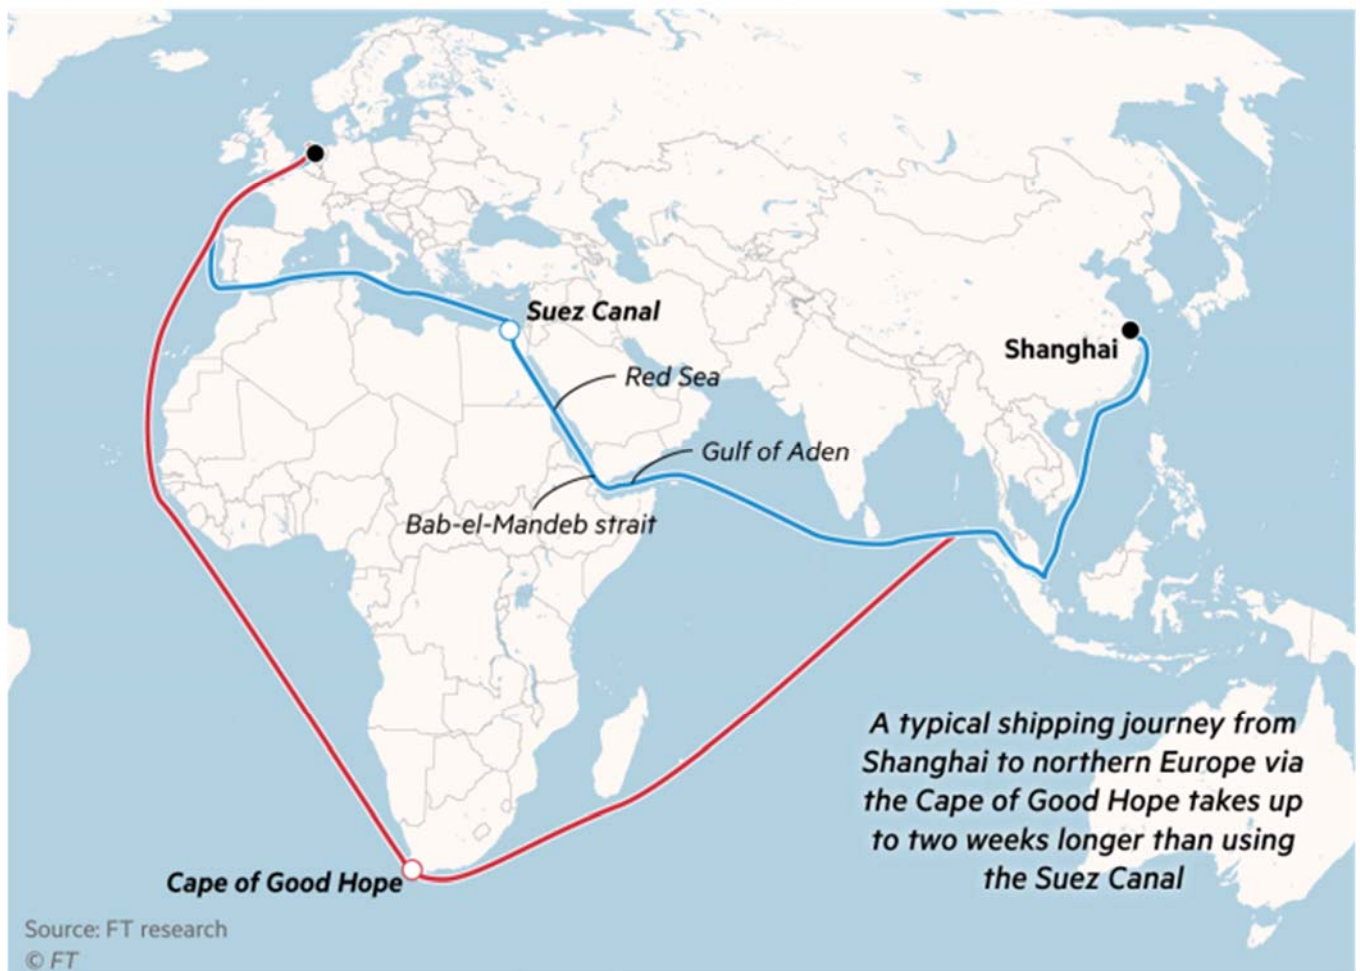 Suez Canal
Red Sea
Shanghai
Gulf of Aden
Bab-el-Mandeb strait
A typical shipping journey from
Shanghai to northern Europe via
the Cape of Good Hope takes up
to two weeks longer than using
the Suez Canal
Cape of Good Hope
Source: FT research
© FT